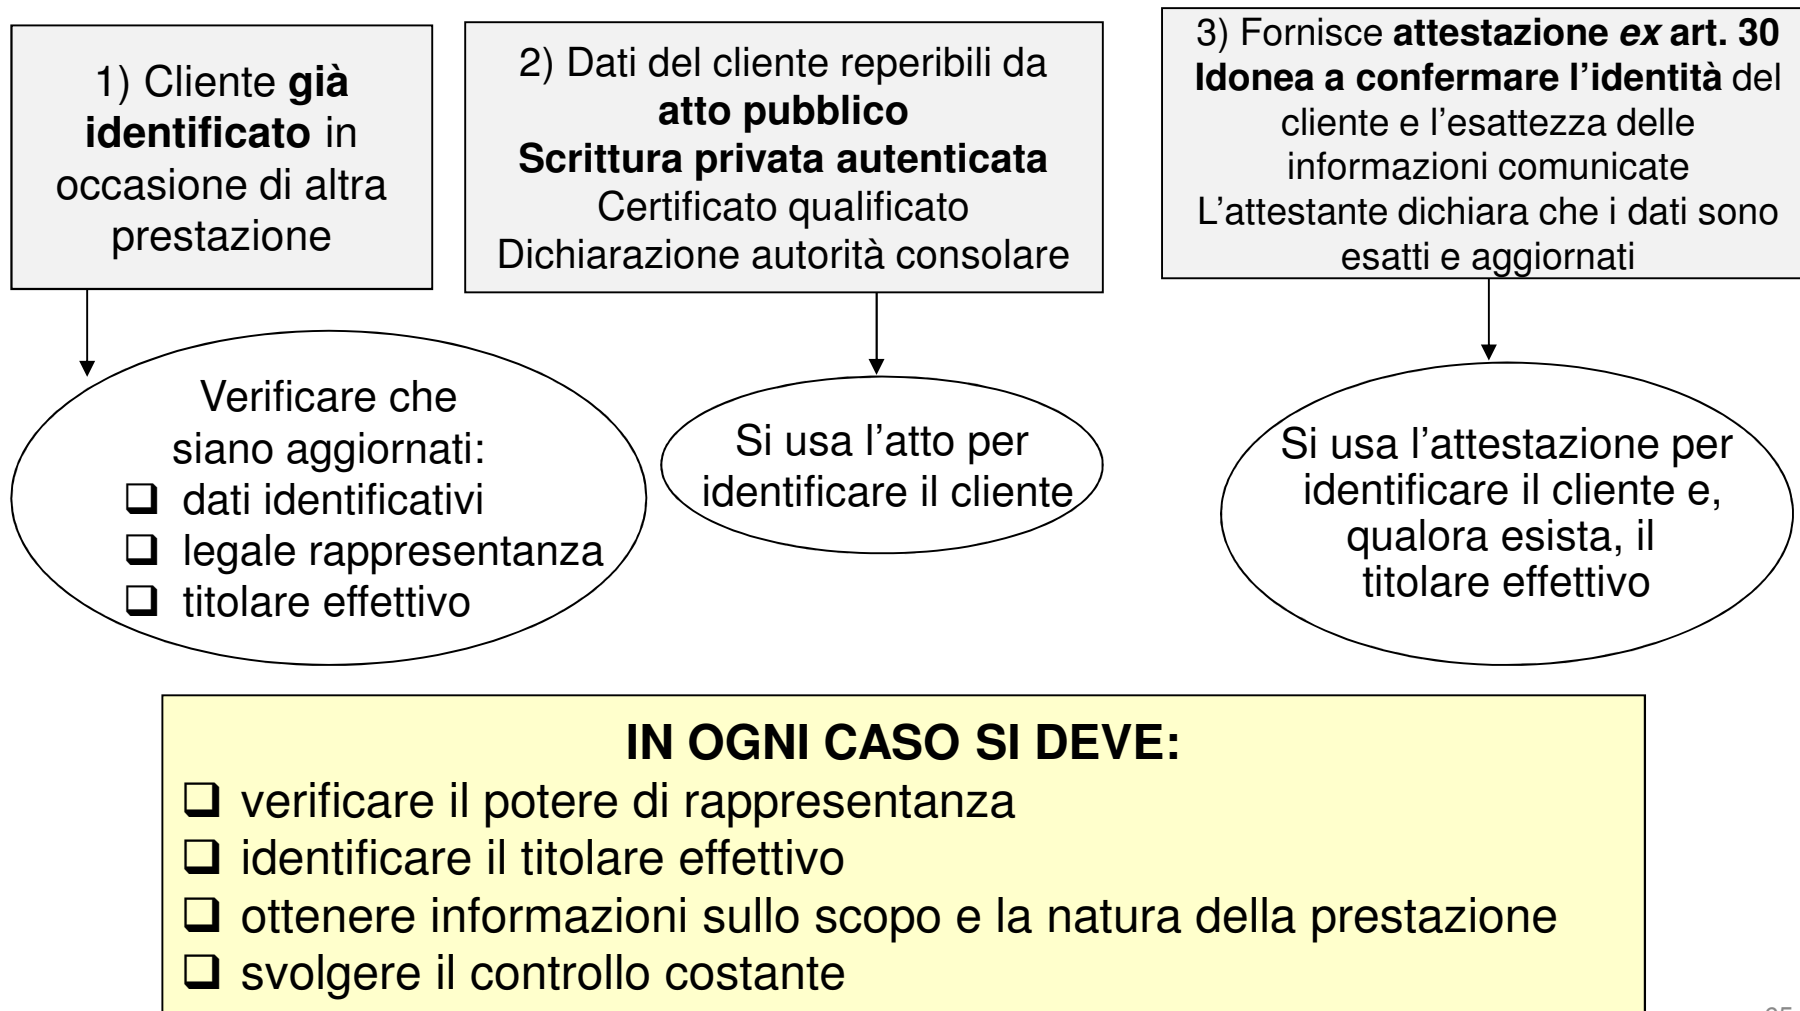 1) Cliente già
identificato in
occasione di altra
prestazione
2) Dati del cliente reperibili da
atto pubblico
Scrittura privata autenticata
Certificato qualificato
Dichiarazione autorità consolare
3) Fornisce attestazione ex art. 30
Idonea a confermare l’identità del
cliente e l’esattezza delle
informazioni comunicate
L’attestante dichiara che i dati sono
esatti e aggiornati
Verificare che
siano aggiornati:
❑ dati identificativi
❑ legale rappresentanza
❑ titolare effettivo
Si usa l’atto per
identificare il cliente
Si usa l’attestazione per
identificare il cliente e,
qualora esista, il
titolare effettivo
IN OGNI CASO SI DEVE:
❑ verificare il potere di rappresentanza
❑ identificare il titolare effettivo
❑ ottenere informazioni sullo scopo e la natura della prestazione
❑ svolgere il controllo costante